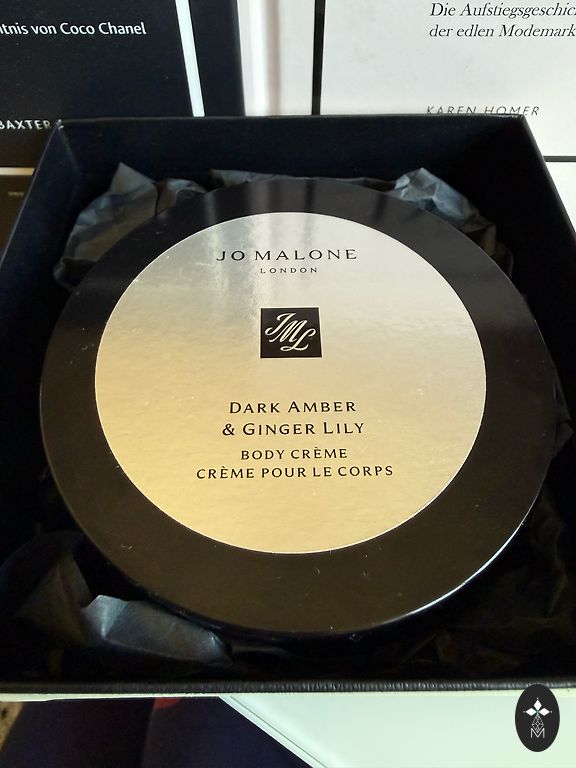 ntnis von Coco Chanel
BAXTER
Die Aufstiegsgeschic
der edlen Modemark
KAREN HOMER
JO MALONE
LONDON
JML
DARK AMBER
& GINGER LILY
BODY CRÈME
CRÈME POUR LE CORPS
M